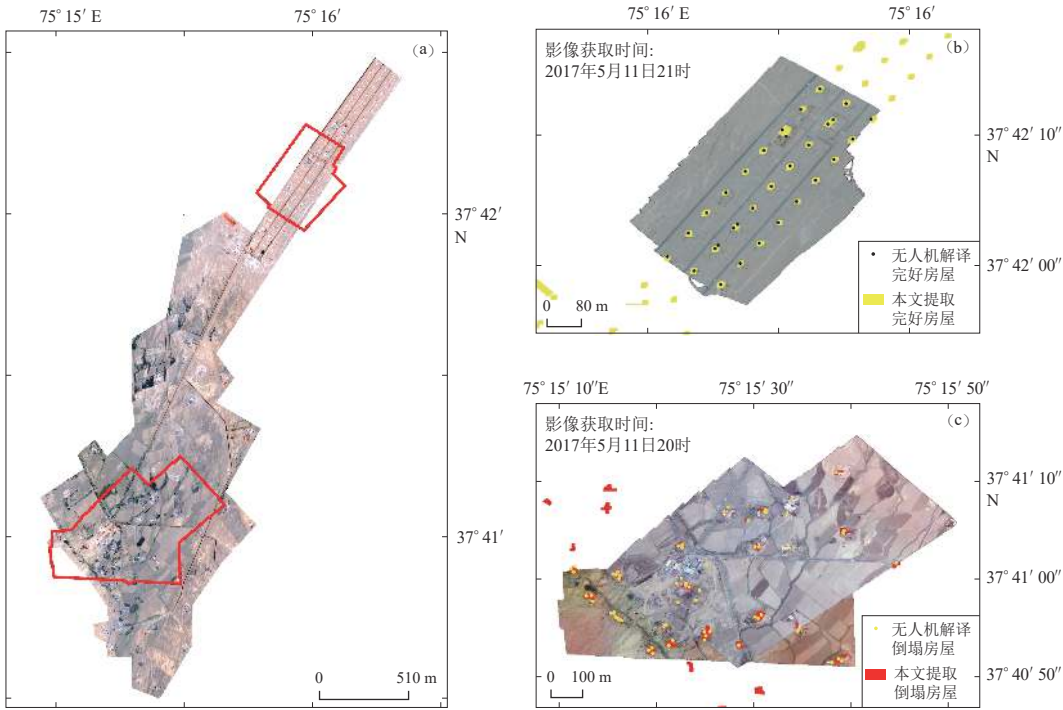 75° 15′ E
75° 16′
(a)
37° 42′
N
37° 41′
0
510 m
75° 16′ E
75° 16′
影像获取时间:
2017年5月11日21时
(b)
37° 42′ 10″
N
37° 42′ 00″
无人机解译
完好房屋
本文提取
完好房屋
0
80 m
75° 15′ 10″E
75° 15′ 30″
75° 15′ 50″
影像获取时间:
2017年5月11日20时
(c)
37° 41′ 10″
N
37° 41′ 00″
无人机解译
倒塌房屋
本文提取
倒塌房屋
37° 40′ 50″
0
100 m